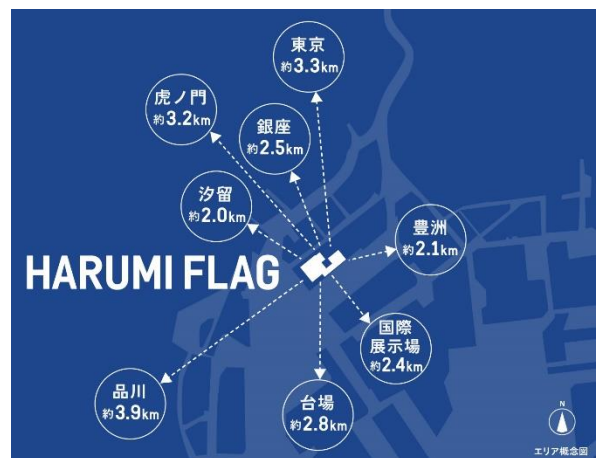 東京
約3.3km
虎ノ門
約3.2km
銀座
約2.5km
汐留
約2.0km
豊洲
約2.1km
HARUMI FLAG
国際
展示場
約2.4km
品川
約3.9km
台場
約2.8km
N
エリア概念図